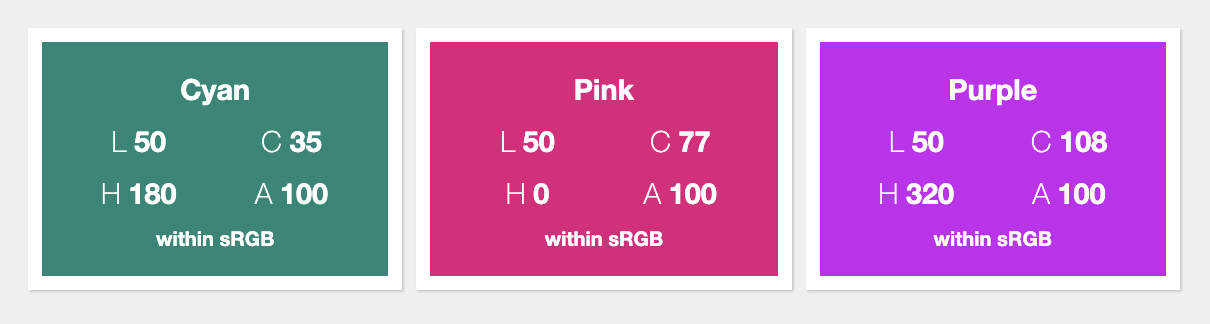 Cyan
L 50 C 35
H 180 A 100
within sRGB
Pink
L 50 C 77
H 0 A 100
within sRGB
Purple
L 50 C 108
H 320 A 100
within sRGB